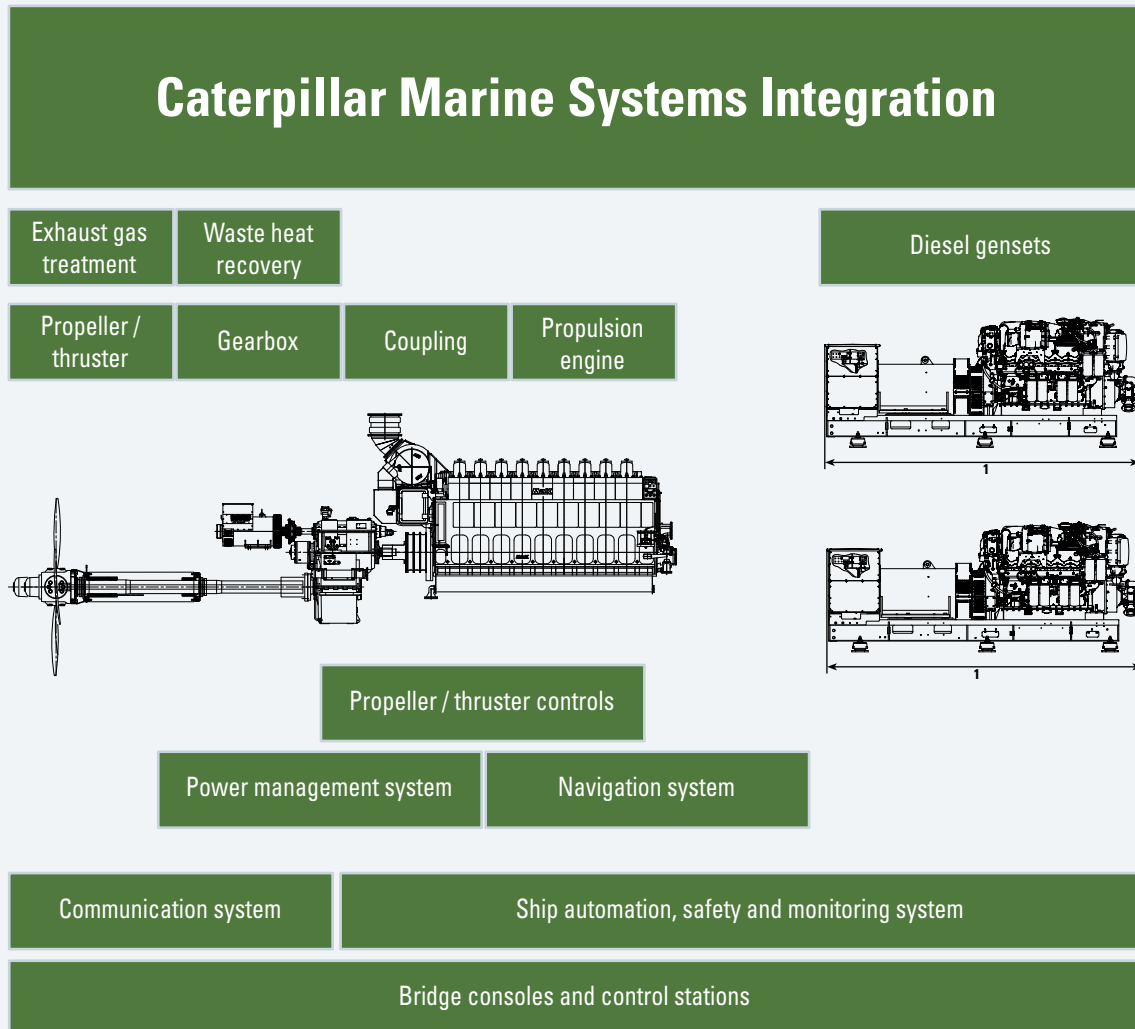 Caterpillar Marine Systems Integration
Exhaust gas
treatment
Waste heat
recovery
Diesel gensets
Propeller /
thruster
Gearbox
Coupling
Propulsion
engine
1
1
Propeller / thruster controls
Power management system
Navigation system
Communication system
Ship automation, safety and monitoring system
Bridge consoles and control stations